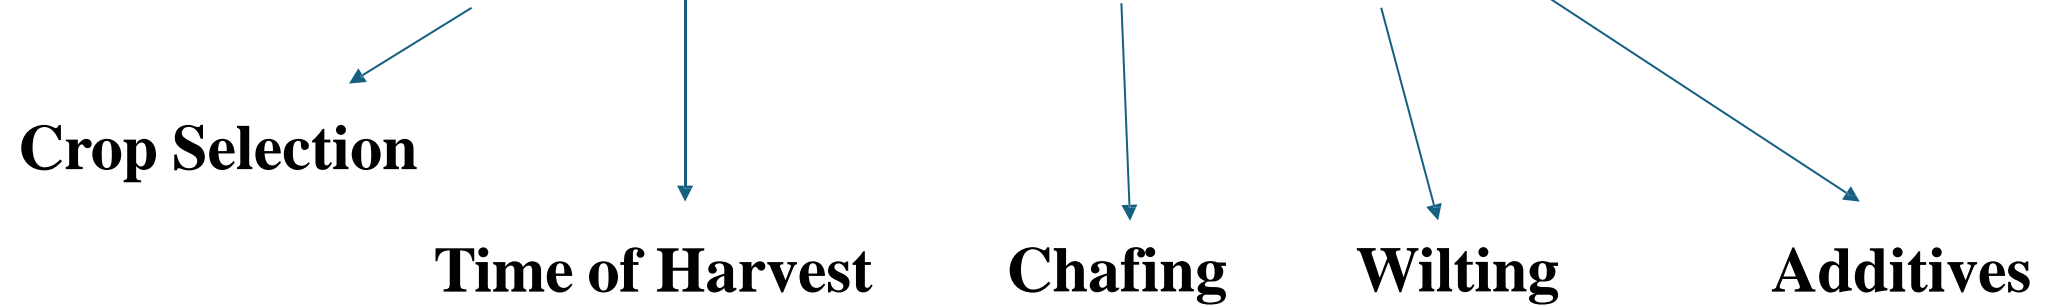 Crop Selection
Time of Harvest
Chafing
Wilting
Additives